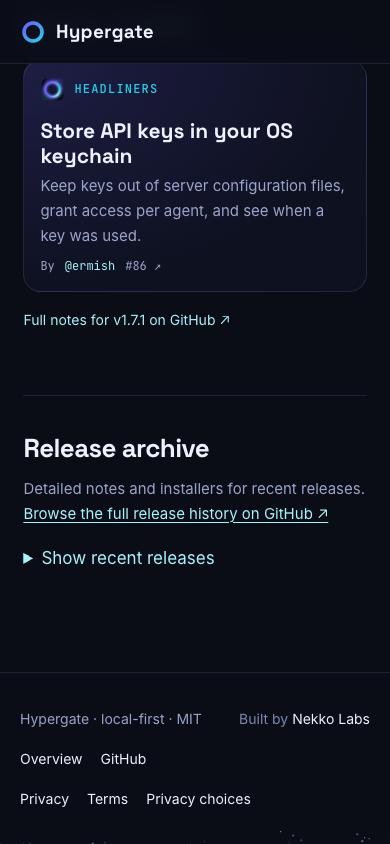 Hypergate
HEADLINERS
Store API keys in your OS
keychain
Keep keys out of server configuration files,
grant access per agent, and see when a
key was used.
By @ermish #86 ↗
Full notes for v1.7.1 on GitHub ↗
Release archive
Detailed notes and installers for recent releases.
Browse the full release history on GitHub ↗
▶ Show recent releases
Hypergate · local-first · MIT Built by Nekko Labs
Overview GitHub
Privacy Terms Privacy choices